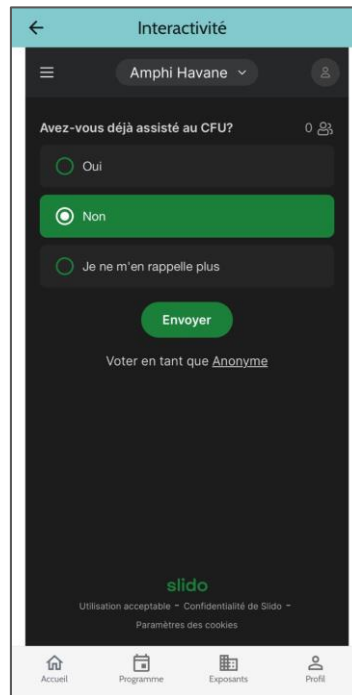 Interactivité
Amphi Havane
Avez-vous déjà assisté au CFU? 0
Oui
Non
Je ne m'en rappelle plus
Envoyer
Voter en tant que Anonyme
slido
Utilisation acceptable - Confidentialité de Slido -
Paramètres des cookies
Accueil Programme Exposants Profil